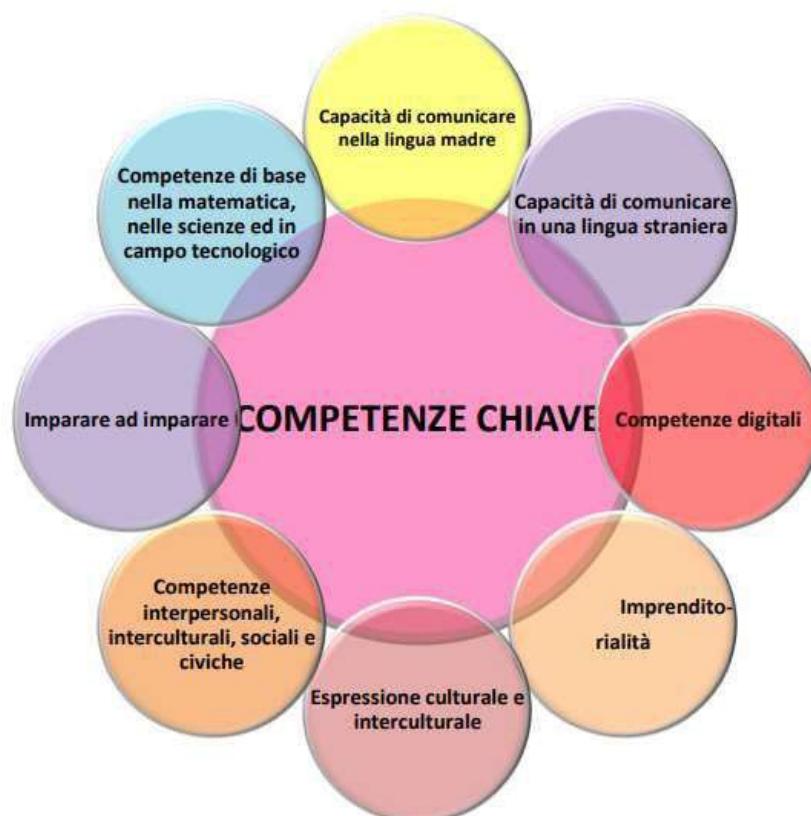 Capacità di comunicare
nella lingua madre
Capacità di comunicare
in una lingua straniera
Competenze digitali
Imprendito-
rialità
Espressione culturale e
interculturale
Competenze
interpersonali,
interculturali, sociali e
civiche
Imparare ad imparare
Competenze di base
nella matematica,
nelle scienze ed in
campo tecnologico
COMPETENZE CHIAVE